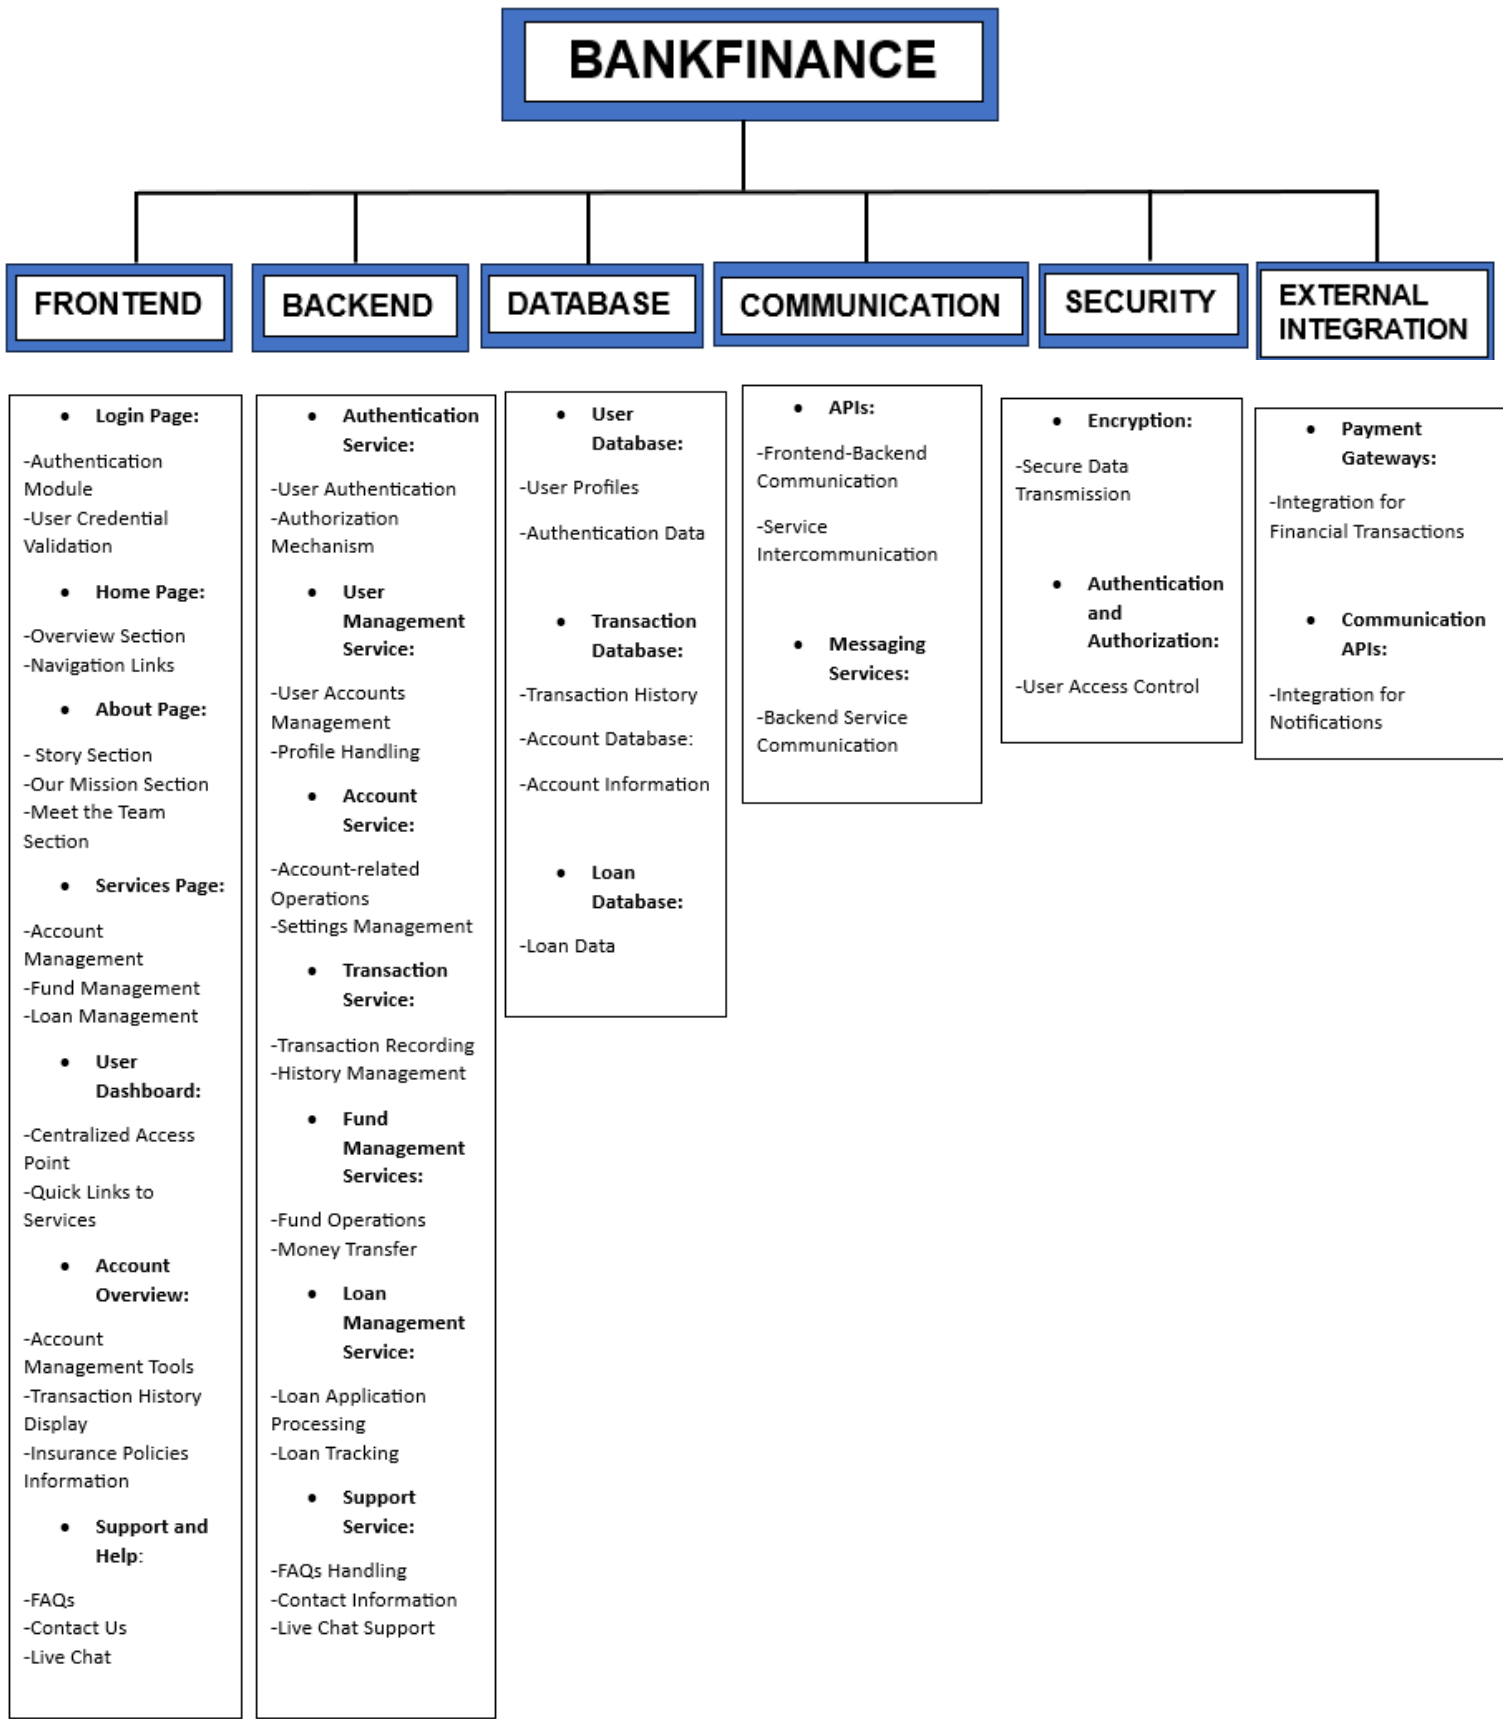 BANKFINANCE
FRONTEND
BACKEND
DATABASE
COMMUNICATION
SECURITY
EXTERNAL
INTEGRATION
• Login Page:
-Authentication
Module
-User Credential
Validation
• Home Page:
-Overview Section
-Navigation Links
• About Page:
- Story Section
-Our Mission Section
-Meet the Team
Section
• Services Page:
-Account
Management
-Fund Management
-Loan Management
• User
Dashboard:
-Centralized Access
Point
-Quick Links to
Services
• Account
Overview:
-Account
Management Tools
-Transaction History
Display
-Insurance Policies
Information
• Support and
Help:
-FAQs
-Contact Us
-Live Chat
• Authentication
Service:
-User Authentication
-Authorization
Mechanism
• User
Management
Service:
-User Accounts
Management
-Profile Handling
• Account
Service:
-Account-related
Operations
-Settings Management
• Transaction
Service:
-Transaction Recording
-History Management
• Fund
Management
Services:
-Fund Operations
-Money Transfer
• Loan
Management
Service:
-Loan Application
Processing
-Loan Tracking
• Support
Service:
-FAQs Handling
-Contact Information
-Live Chat Support
• User
Database:
-User Profiles
-Authentication Data
• Transaction
Database:
-Transaction History
-Account Database:
-Account Information
• Loan
Database:
-Loan Data
• APIs:
-Frontend-Backend
Communication
-Service
Intercommunication
• Messaging
Services:
-Backend Service
Communication
• Encryption:
-Secure Data
Transmission
• Authentication
and
Authorization:
-User Access Control
• Payment
Gateways:
-Integration for
Financial Transactions
• Communication
APIs:
-Integration for
Notifications